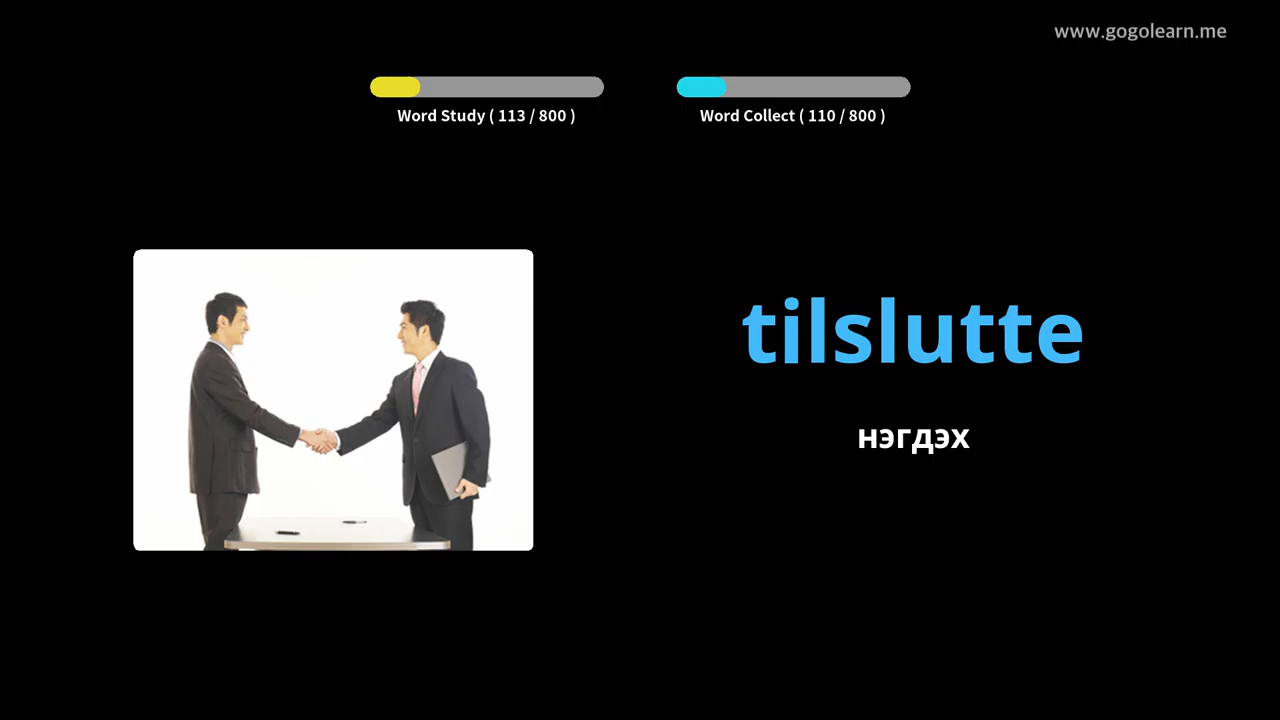 www.gogolearn.me
Word Study ( 113 / 800 )
Word Collect ( 110 / 800 )
tilslutte
нэгдэх